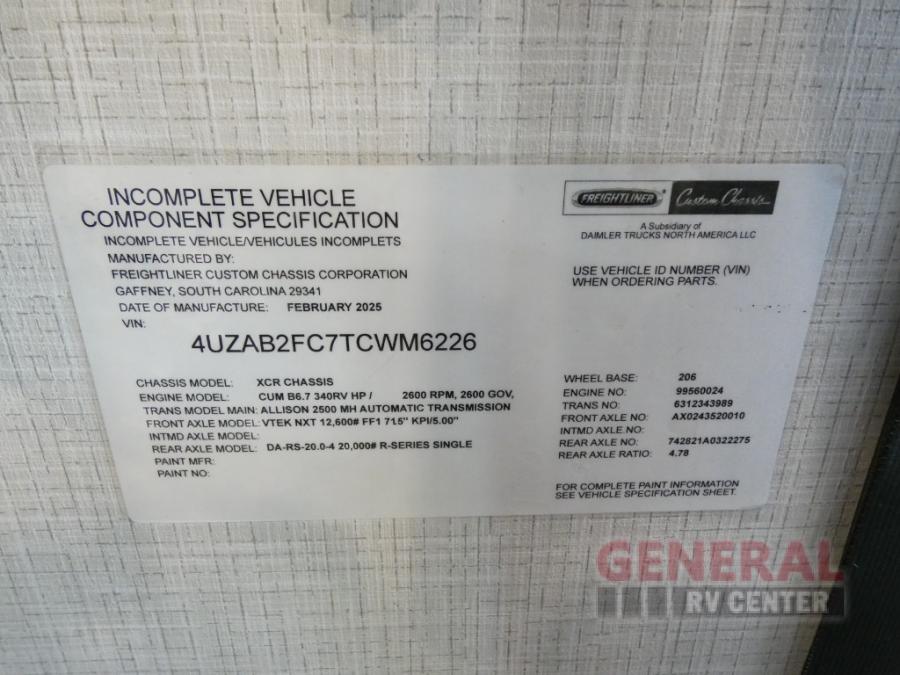 INCOMPLETE VEHICLE
COMPONENT SPECIFICATION
INCOMPLETE VEHICLE/VEHICULES INCOMPLETS
MANUFACTURED BY:
FREIGHTLINER CUSTOM CHASSIS CORPORATION
GAFFNEY, SOUTH CAROLINA 29341
DATE OF MANUFACTURE: FEBRUARY 2025
VIN:
4UZAB2FC7TCWM6226
CHASSIS MODEL: XCR CHASSIS
ENGINE MODEL: CUM B6.7 340RV HP / 2600 RPM, 2600 GOV,
TRANS MODEL MAIN: ALLISON 2500 MH AUTOMATIC TRANSMISSION
FRONT AXLE MODEL: VTEK NXT 12,600# FF1 71.5" KPI/5.00"
INTMD AXLE MODEL:
REAR AXLE MODEL: DA-RS-20.0-4 20,000# R-SERIES SINGLE
PAINT MFR:
PAINT NO:
FREIGHTLINER Custom Chassis
A Subsidiary of
DAIMLER TRUCKS NORTH AMERICA LLC
USE VEHICLE ID NUMBER (VIN)
WHEN ORDERING PARTS.
WHEEL BASE: 206
ENGINE NO: 99560024
TRANS NO: 6312343989
FRONT AXLE NO: AX0243520010
INTMD AXLE NO:
REAR AXLE NO: 742821A0322275
REAR AXLE RATIO: 4.78
FOR COMPLETE PAINT INFORMATION
SEE VEHICLE SPECIFICATION SHEET.
GENERAL
RV CENTER